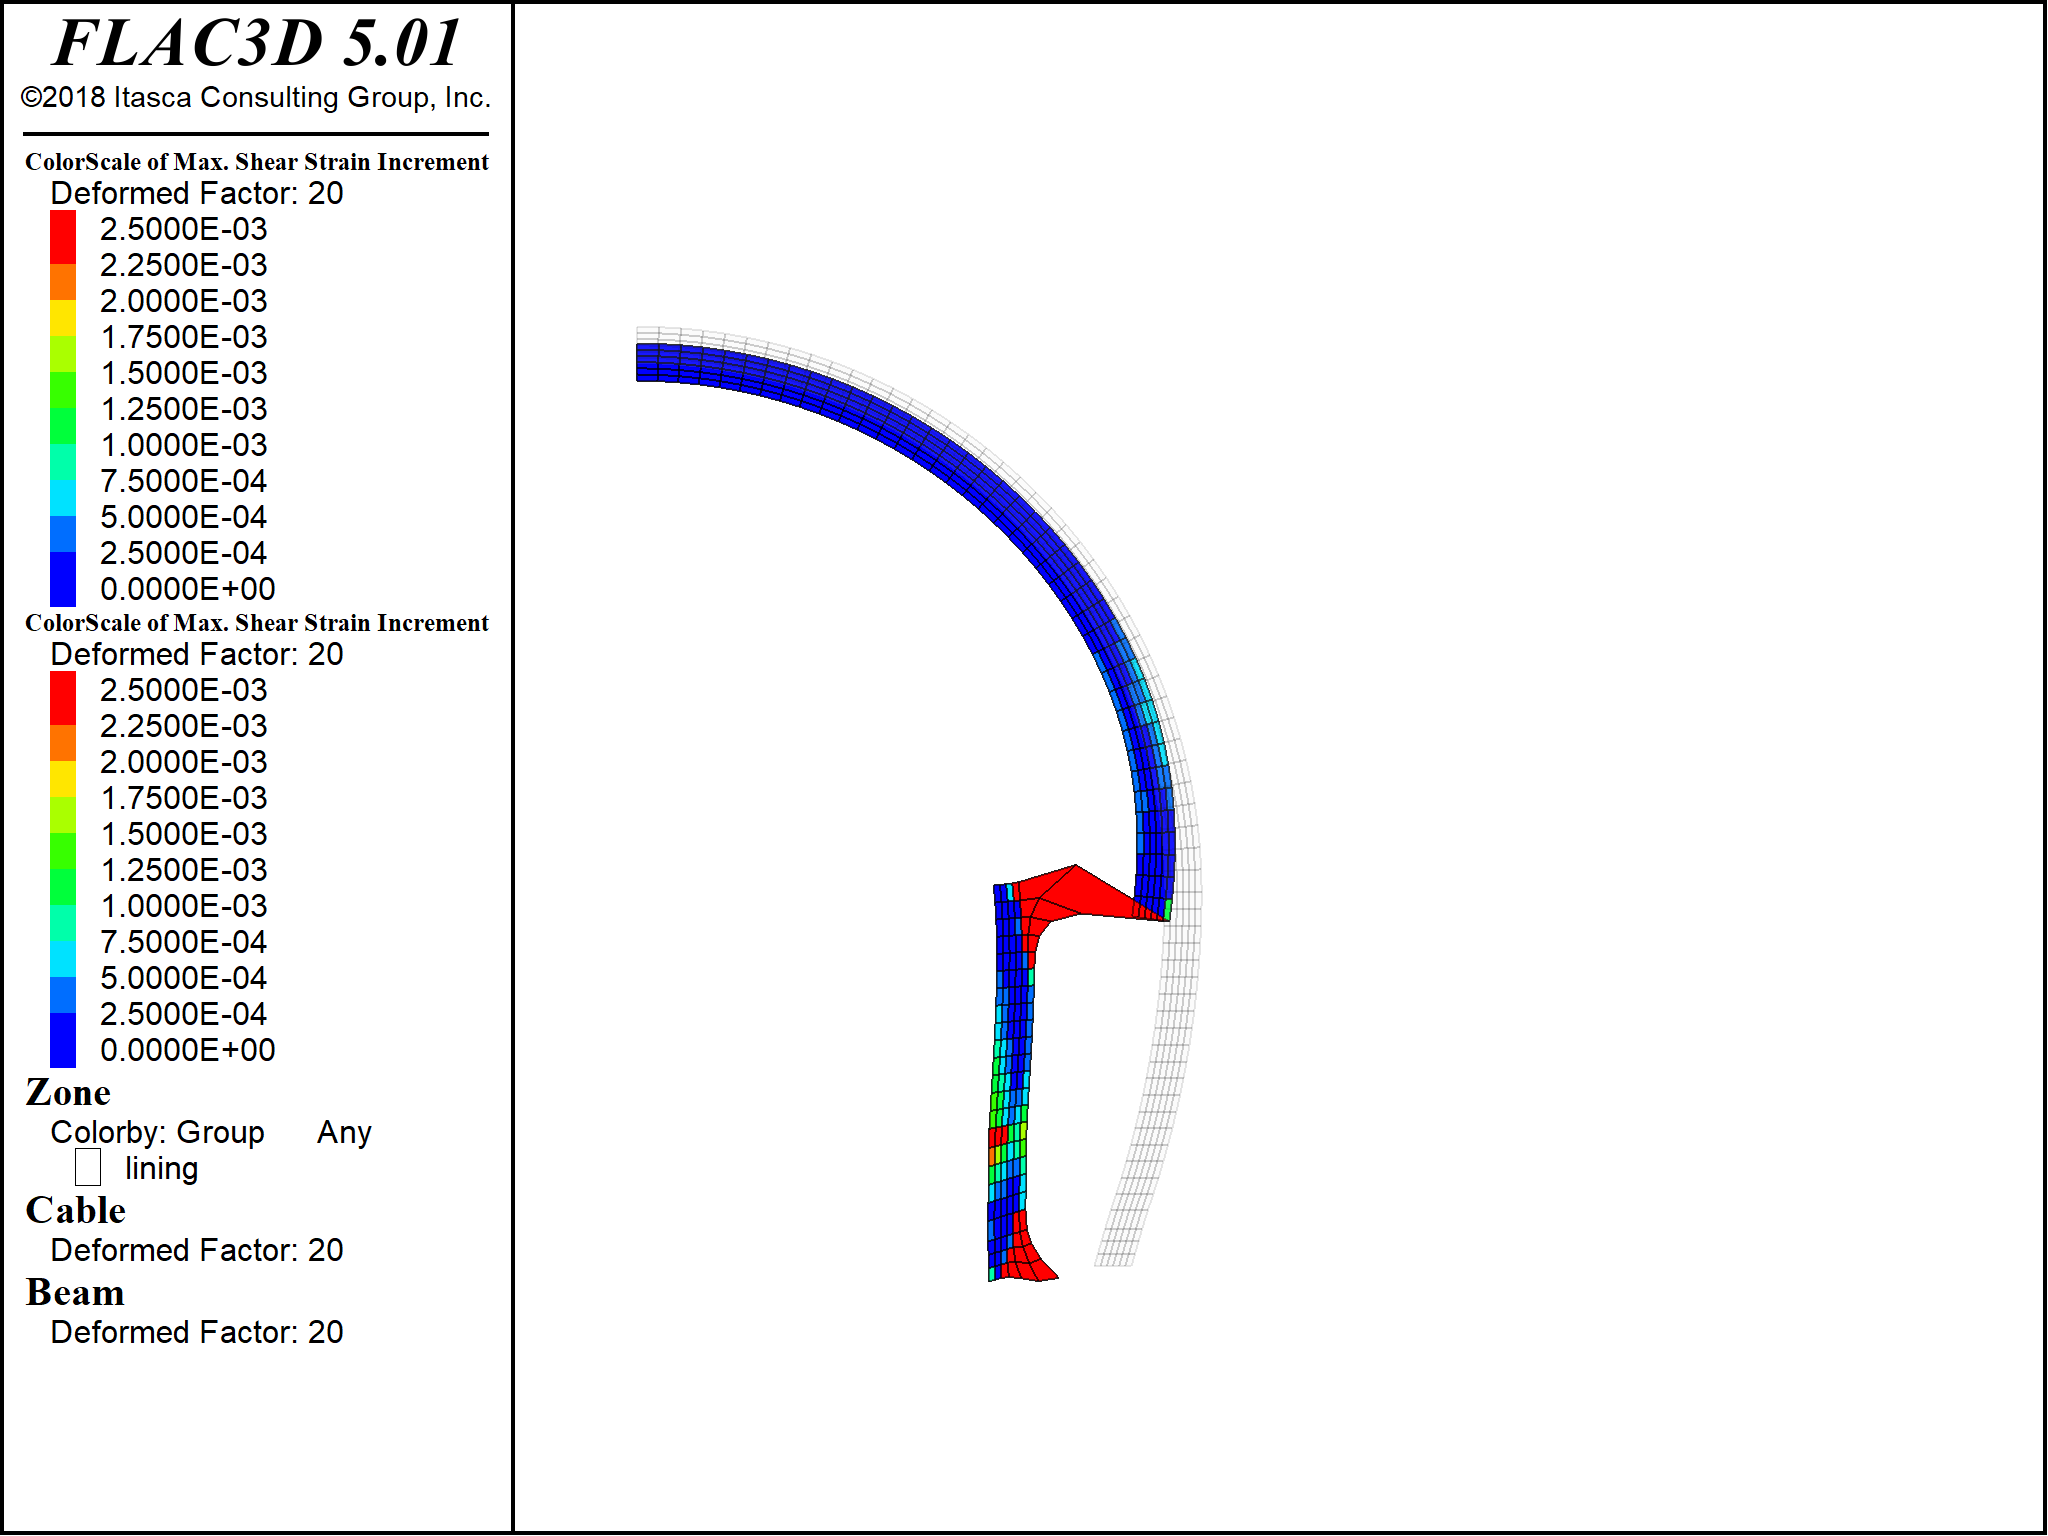 FLAC3D 5.01
©2018 Itasca Consulting Group, Inc.
ColorScale of Max. Shear Strain Increment
Deformed Factor: 20
2.5000E-03
2.2500E-03
2.0000E-03
1.7500E-03
1.5000E-03
1.2500E-03
1.0000E-03
7.5000E-04
5.0000E-04
2.5000E-04
0.0000E+00
ColorScale of Max. Shear Strain Increment
Deformed Factor: 20
2.5000E-03
2.2500E-03
2.0000E-03
1.7500E-03
1.5000E-03
1.2500E-03
1.0000E-03
7.5000E-04
5.0000E-04
2.5000E-04
0.0000E+00
Zone
Colorby: Group Any
lining
Cable
Deformed Factor: 20
Beam
Deformed Factor: 20